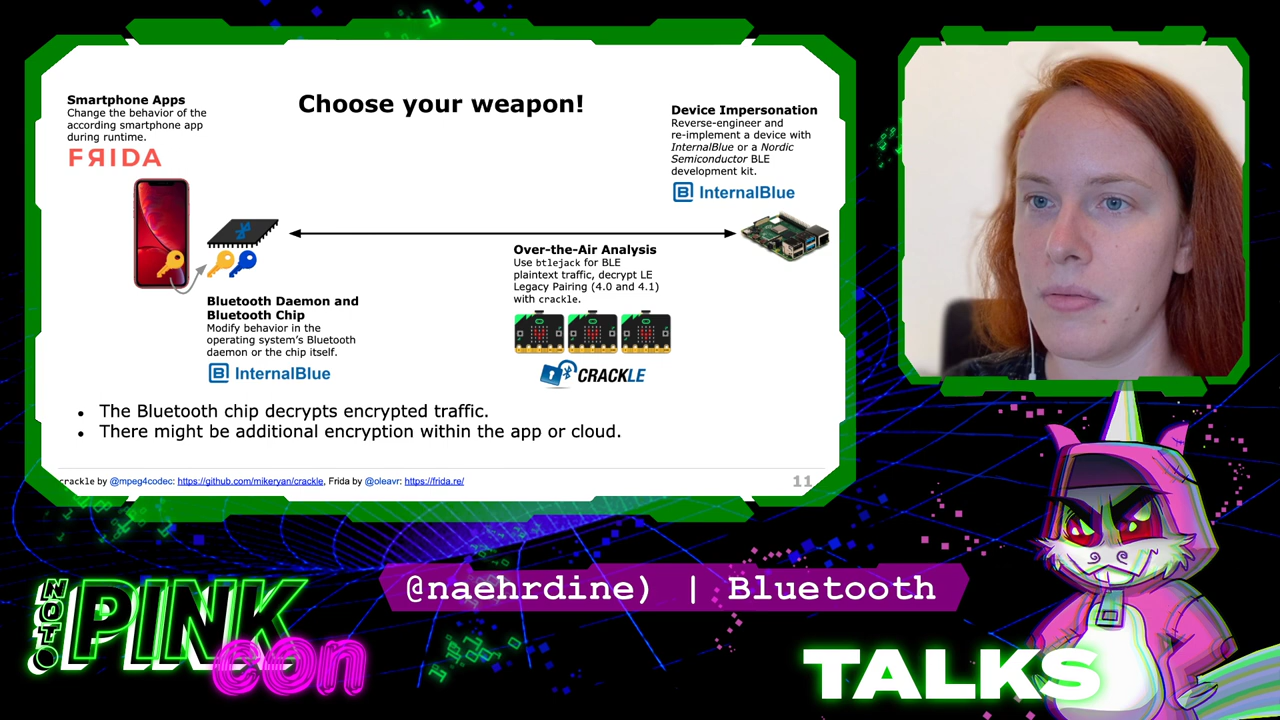 Choose your weapon!
Smartphone Apps
Change the behavior of the
according smartphone app
during runtime.
FRIDA
Device Impersonation
Reverse-engineer and
re-implement a device with
InternalBlue or a Nordic
Semiconductor BLE
development kit.
InternalBlue
Over-the-Air Analysis
Use btlejack for BLE
plaintext traffic, decrypt LE
Legacy Pairing (4.0 and 4.1)
with crackle.
CRACKLE
Bluetooth Daemon and
Bluetooth Chip
Modify behavior in the
operating system's Bluetooth
daemon or the chip itself.
InternalBlue
• The Bluetooth chip decrypts encrypted traffic.
• There might be additional encryption within the app or cloud.
crackle by @mpeg4codec: https://github.com/mikeryan/crackle, Frida by @oleavr: https://frida.re/
11
@naehrdine) | Bluetooth
NOT PINK
con
TALKS